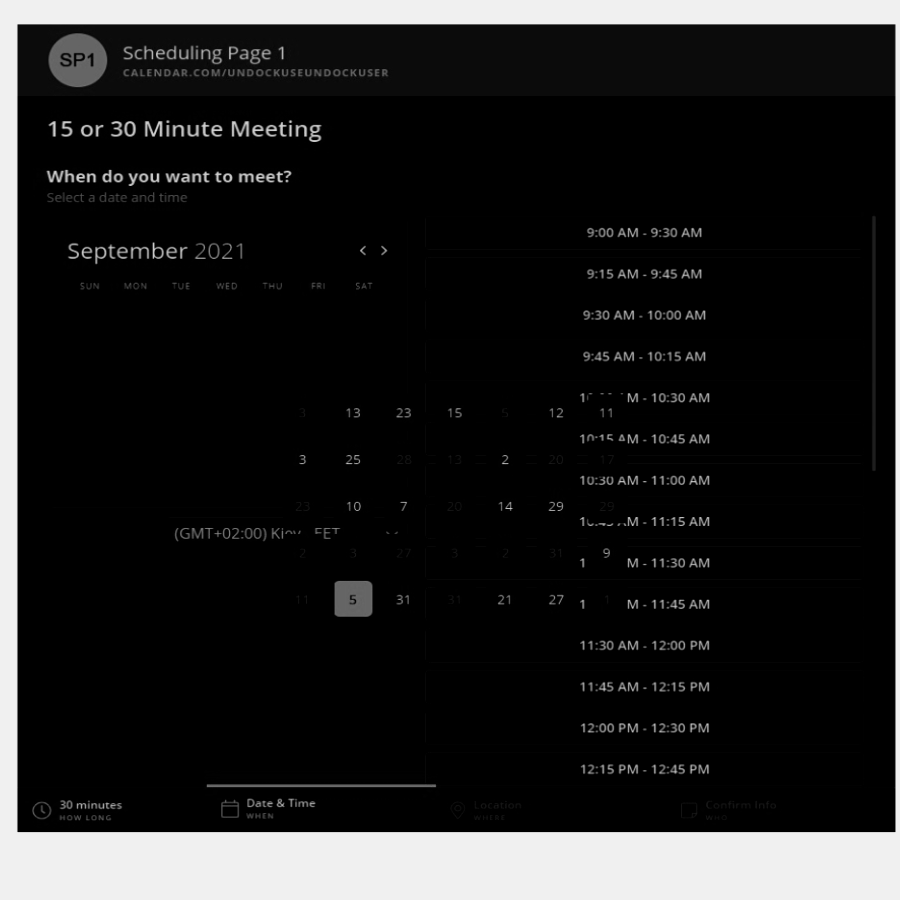 SP1
Scheduling Page 1
CALENDAR.COM/UNDOCKUSEUNDOCKUSER
15 or 30 Minute Meeting
When do you want to meet?
Select a date and time
September 2021
SUN MON TUE WED THU FRI SAT
3 13 23 15 5 12 11
3 25 28 13 2 20 17
23 10 7 20 14 29 29
(GMT+02:00) Kiev EET
2 3 27 3 2 31 9
11 5 31 31 21 27 1
9:00 AM - 9:30 AM
9:15 AM - 9:45 AM
9:30 AM - 10:00 AM
9:45 AM - 10:15 AM
M - 10:30 AM
10:15 AM - 10:45 AM
10:30 AM - 11:00 AM
10:45 AM - 11:15 AM
1 M - 11:30 AM
1 M - 11:45 AM
11:30 AM - 12:00 PM
11:45 AM - 12:15 PM
12:00 PM - 12:30 PM
12:15 PM - 12:45 PM
30 minutes
HOW LONG
Date & Time
WHEN
Location
WHERE
Confirm Info
WHO